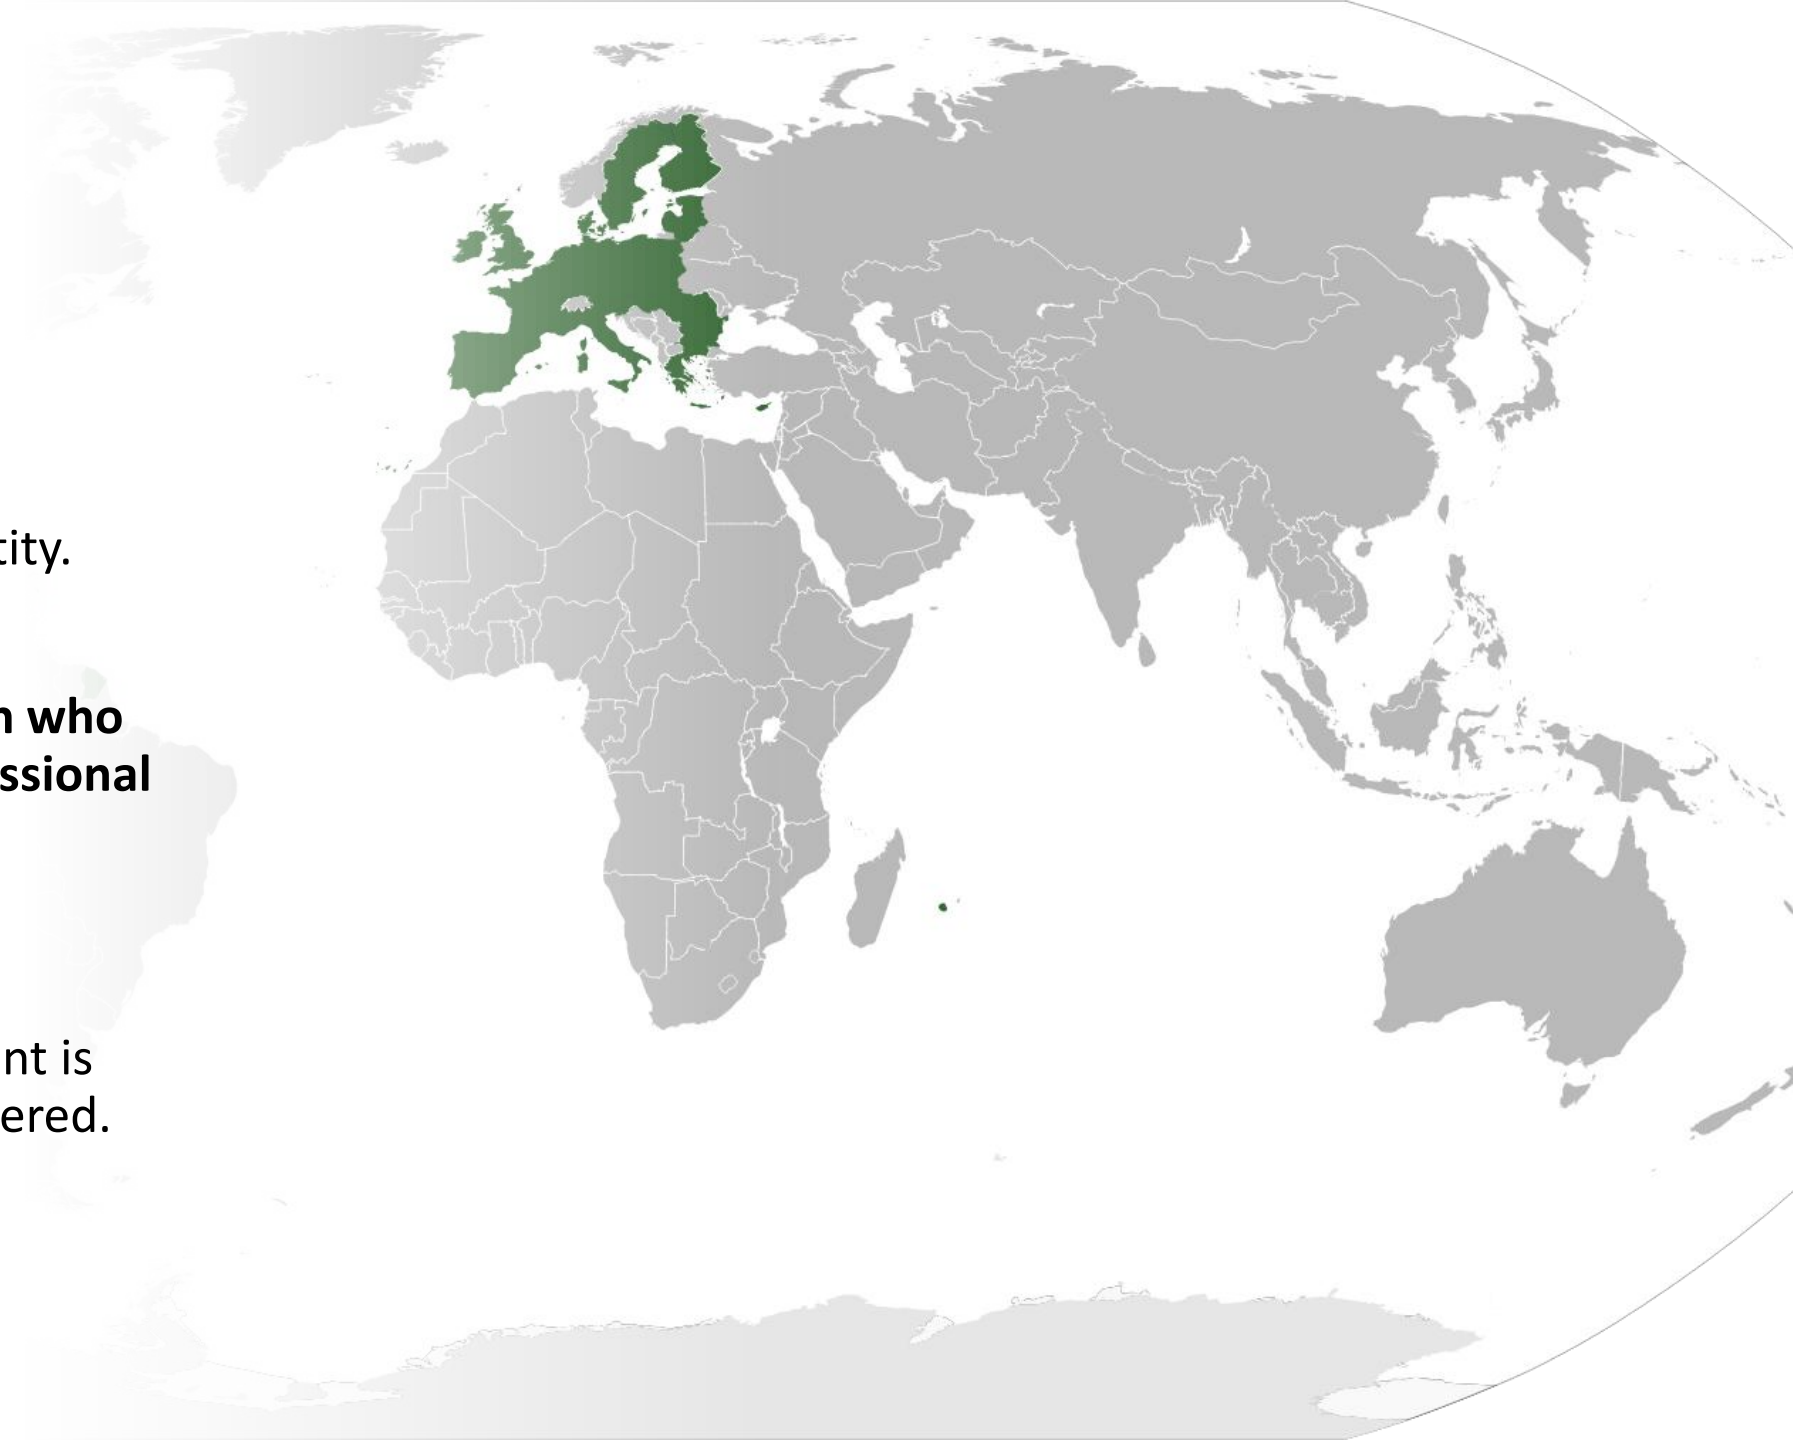 tity.
n who
ssional
nt is
ered.